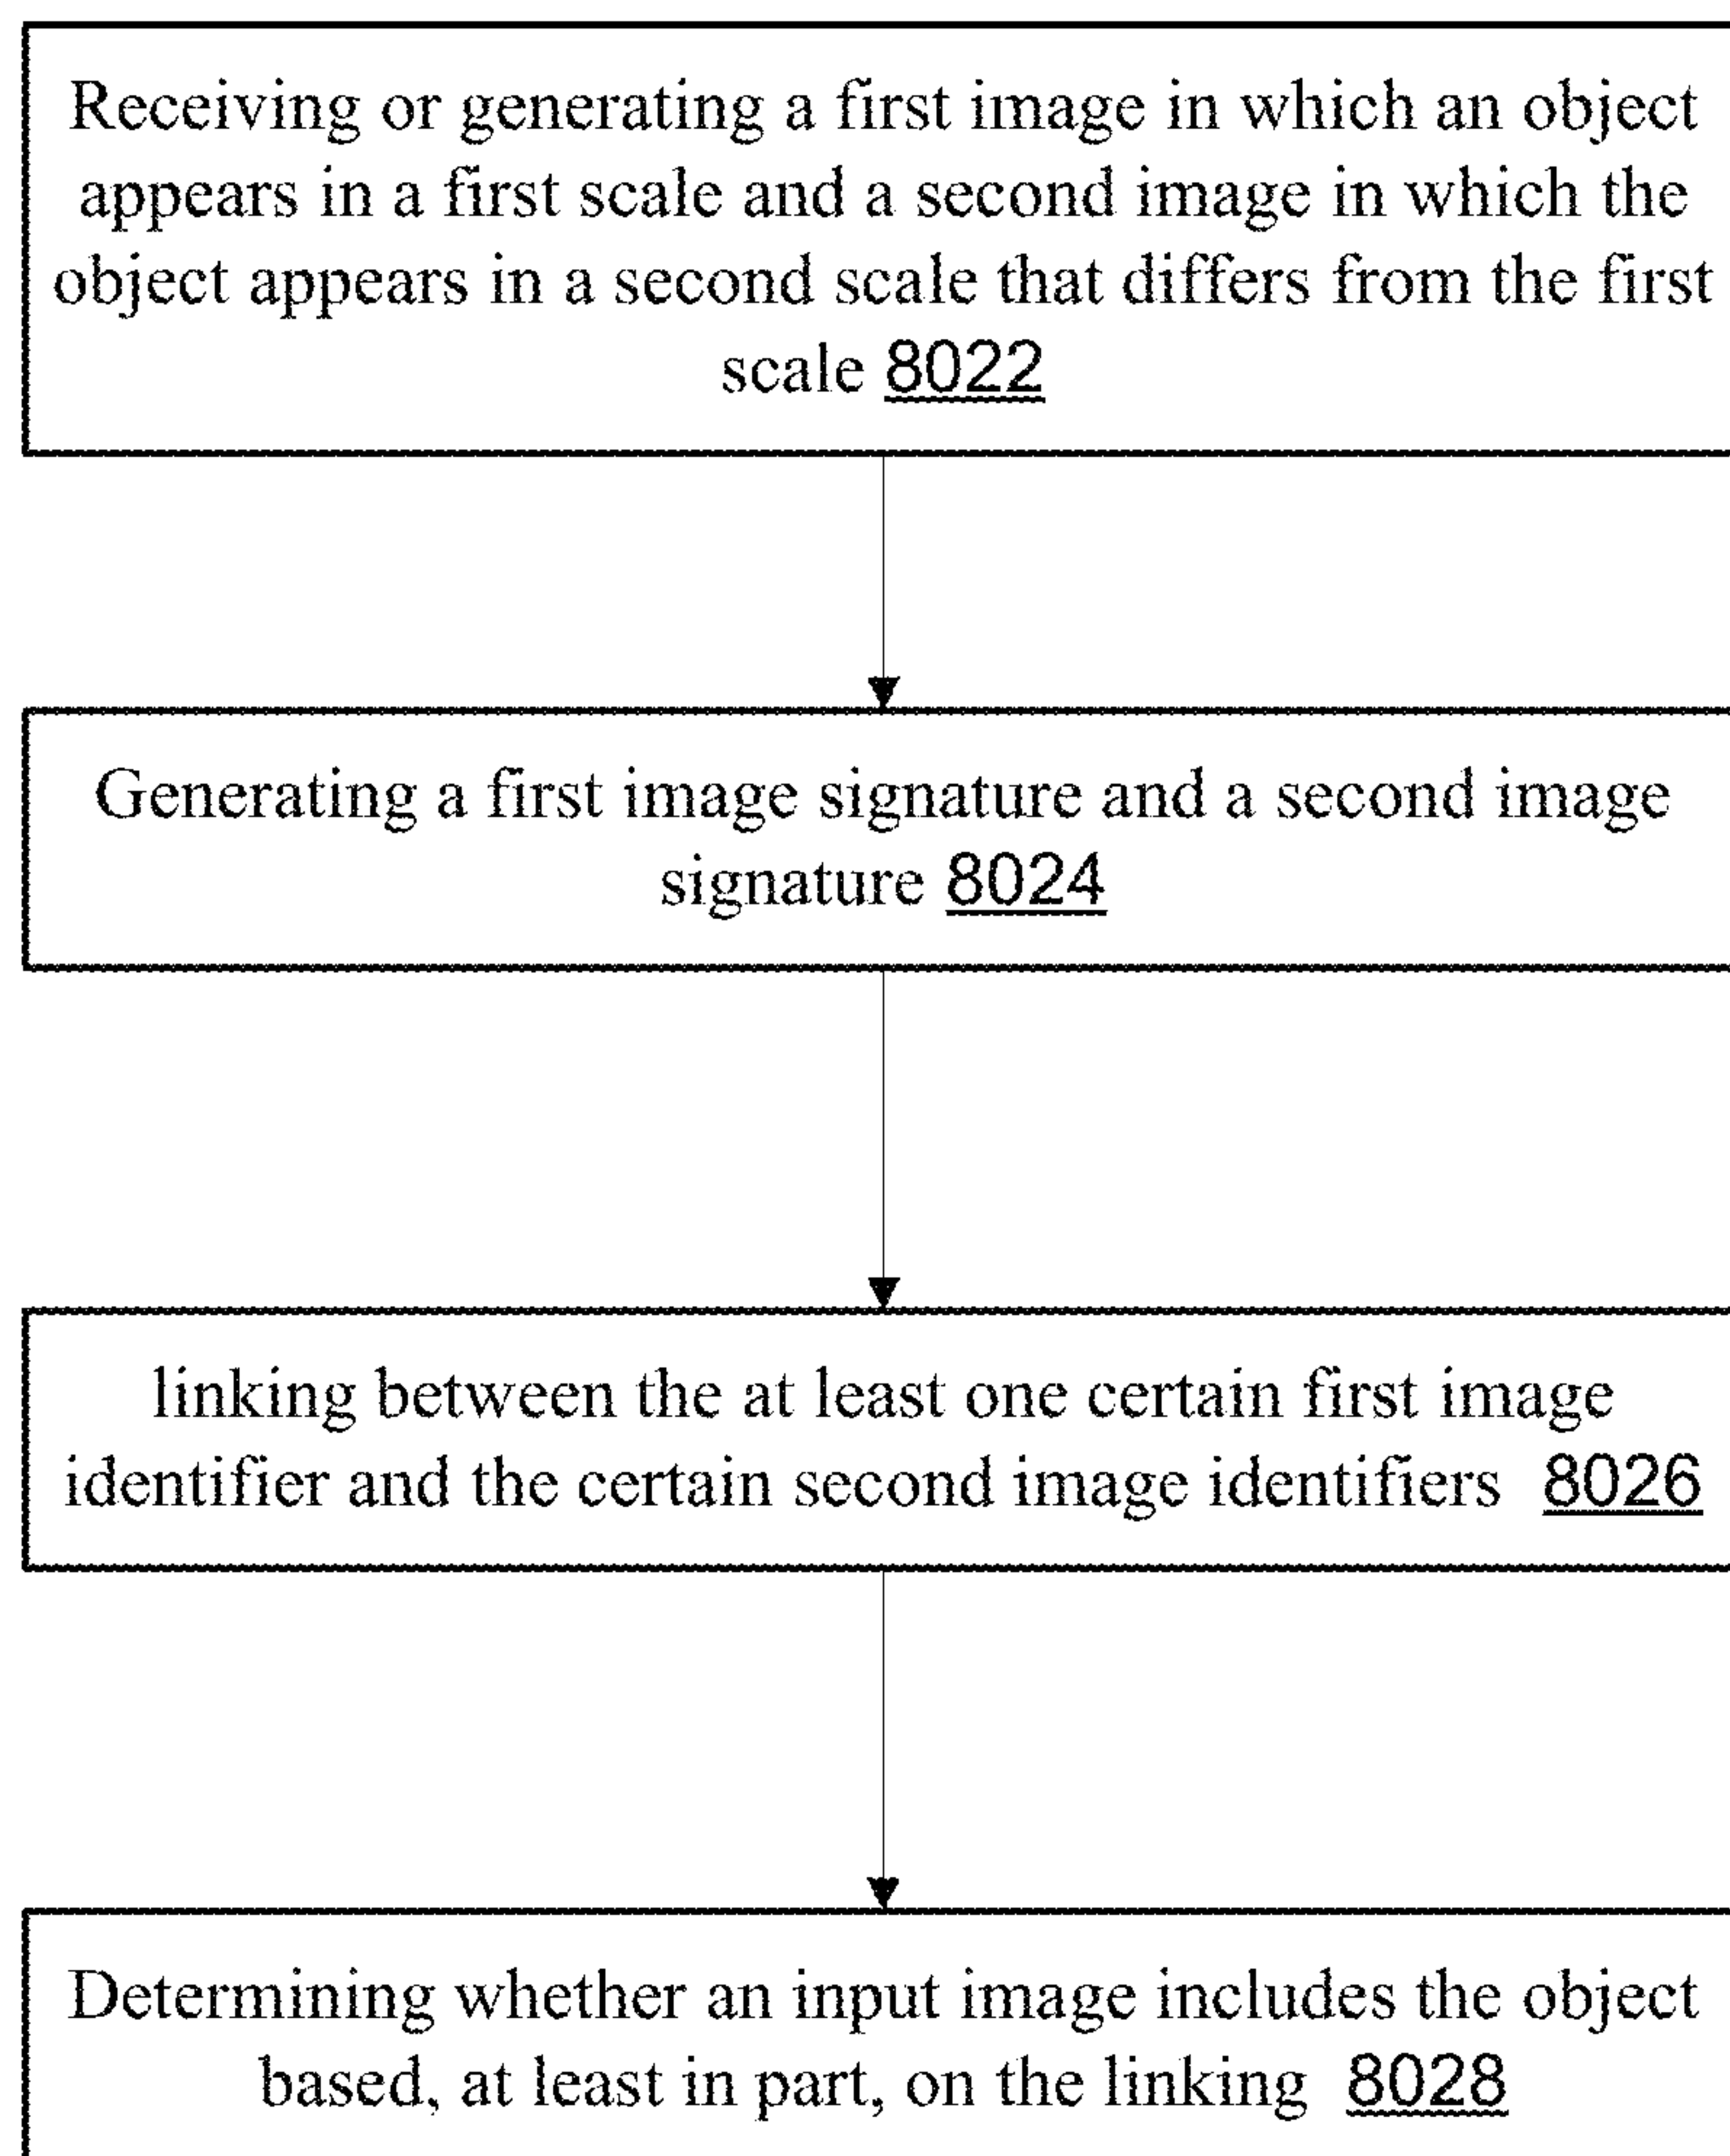 Receiving or generating a first image in which an object
appears in a first scale and a second image in which the
object appears in a second scale that differs from the first
scale 8022
Generating a first image signature and a second image
signature 8024
linking between the at least one certain first image
identifier and the certain second image identifiers 8026
Determining whether an input image includes the object
based, at least in part, on the linking 8028